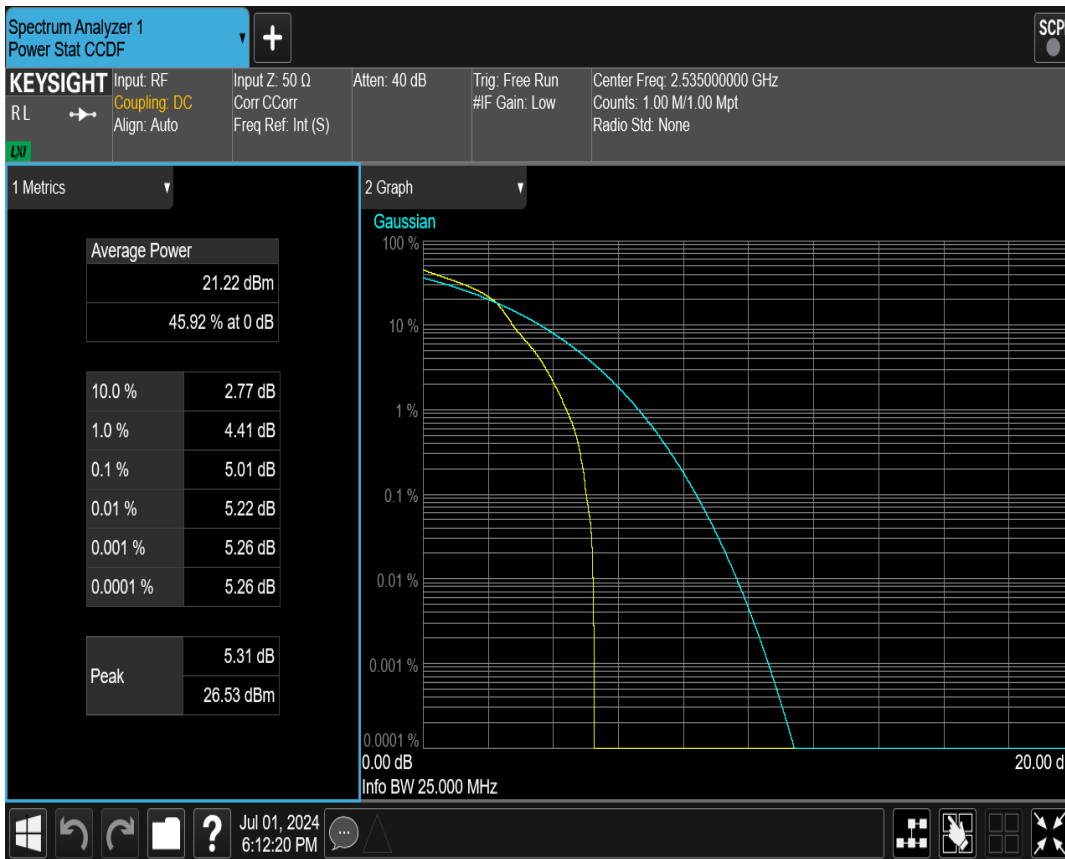 Spectrum Analyzer 1
Power Stat CCDF
+
SCP
KEYSIGHT
RL
LXI
Input: RF
Coupling: DC
Align: Auto
Input Z: 50 Ω
Corr CCorr
Freq Ref: Int (S)
Atten: 40 dB
Trig: Free Run
#IF Gain: Low
Center Freq: 2.535000000 GHz
Counts: 1.00 M/1.00 Mpt
Radio Std: None
1 Metrics
Average Power
21.22 dBm
45.92 % at 0 dB
10.0 % 2.77 dB
1.0 % 4.41 dB
0.1 % 5.01 dB
0.01 % 5.22 dB
0.001 % 5.26 dB
0.0001 % 5.26 dB
Peak
5.31 dB
26.53 dBm
2 Graph
Gaussian
100 %
10 %
1 %
0.1 %
0.01 %
0.001 %
0.0001 %
0.00 dB
20.00 d
Info BW 25.000 MHz
?
Jul 01, 2024
6:12:20 PM